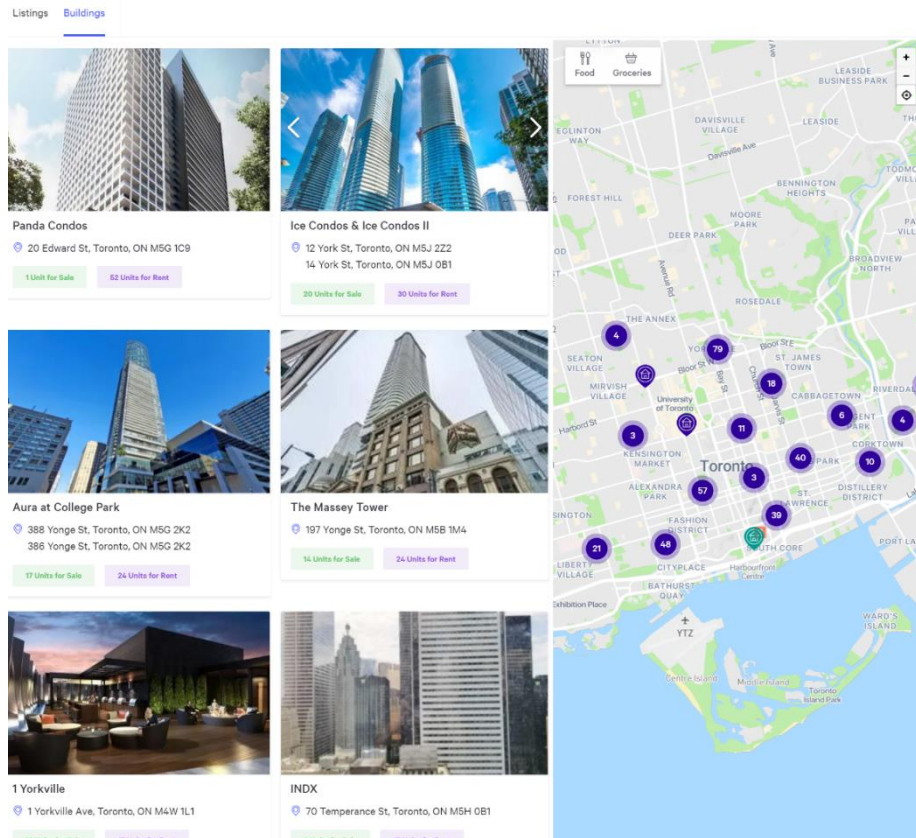 Listings Buildings
Panda Condos
20 Edward St, Toronto, ON M5G 1C9
1 Unit for Sale 52 Units for Rent
Ice Condos & Ice Condos II
12 York St, Toronto, ON M5J 2Z2
14 York St, Toronto, ON M5J 0B1
20 Units for Sale 30 Units for Rent
Aura at College Park
388 Yonge St, Toronto, ON M5G 2K2
386 Yonge St, Toronto, ON M5G 2K2
17 Units for Sale 24 Units for Rent
The Massey Tower
197 Yonge St, Toronto, ON M5B 1M4
14 Units for Sale 24 Units for Rent
1 Yorkville
1 Yorkville Ave, Toronto, ON M4W 1L1
INDX
70 Temperance St, Toronto, ON M5H 0B1
Food Groceries
+
−
LEASIDE
BUSINESS PARK
EGLINTON
WAY
DAVISVILLE
VILLAGE
LEASIDE
Davisville Ave
BENNINGTON
HEIGHTS
FOREST HILL
MOORE
PARK
DEER PARK
Avenue Rd
BROADVIEW
NORTH
ROSEDALE
THE ANNEX
4
79
Bloor St E
SEATON
VILLAGE
Bloor St W
Bay St
ST. JAMES
TOWN
18
MIRVISH
VILLAGE
University
of Toronto
CABBAGETOWN
6
4
Harbord St
3
11
KENSINGTON
MARKET
Toronto
40
PARK
CORKTOWN
10
ALEXANDRA
PARK
57
3
DISTILLERY
DISTRICT
39
FASHION
DISTRICT
48
21
SOUTH CORE
LIBERTY
VILLAGE
CITYPLACE
Harbourfront
Centre
BATHURST
QUAY
Exhibition Place
YTZ
WARD'S
ISLAND
Centre Island
Middle Island
Toronto
Island Park